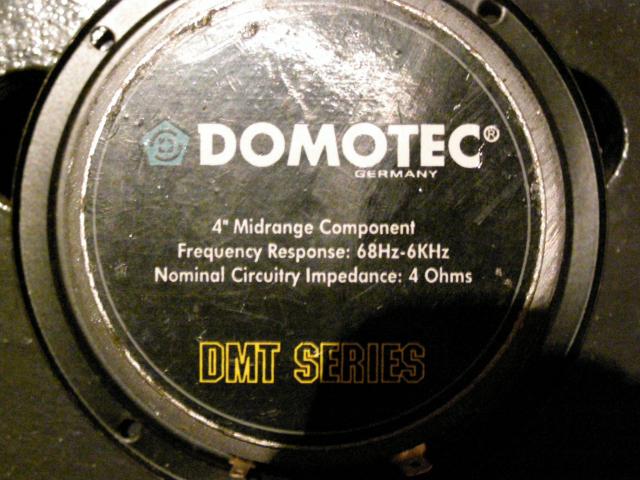 DOMOTEC®
GERMANY
4" Midrange Component
Frequency Response: 68Hz-6KHz
Nominal Circuitry Impedance: 4 Ohms
DMT SERIES